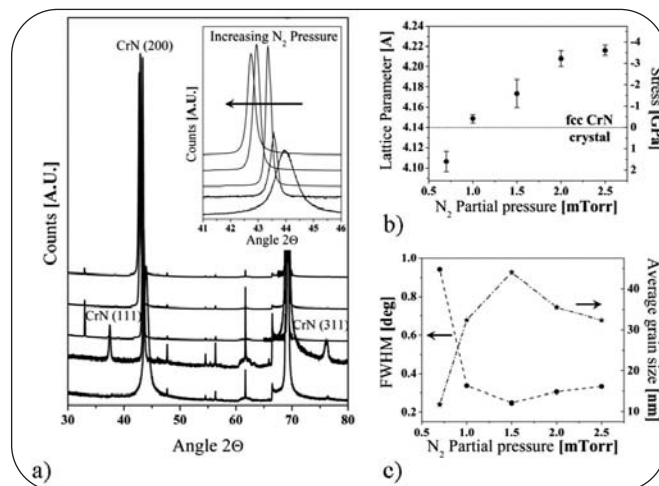 CrN (200)
Increasing N2 Pressure
Counts [A.U.]
41 42 43 44 45 46
Angle 2Θ
Counts [A.U.]
CrN (111)
CrN (311)
30 40 50 60 70 80
Angle 2Θ
a)
Lattice Parameter [A]
4.24
4.22
4.20
4.18
4.16
4.14
4.12
4.10
fcc CrN
crystal
-4
-3
-2
-1
0
1
2
Stress [GPa]
0.5 1.0 1.5 2.0 2.5
N2 Partial pressure [mTorr]
b)
FWHM [deg]
1.0
0.8
0.6
0.4
0.2
40
30
20
10
Average grain size [nm]
1.0 1.5 2.0 2.5
N2 Partial pressure [mTorr]
c)